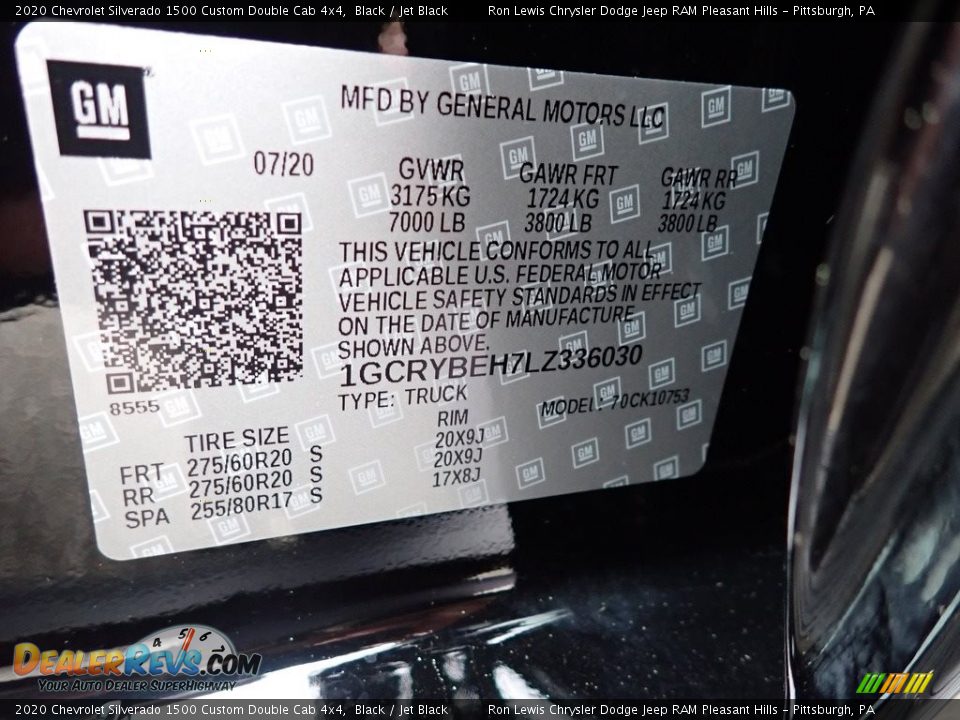 2020 Chevrolet Silverado 1500 Custom Double Cab 4x4, Black / Jet Black Ron Lewis Chrysler Dodge Jeep RAM Pleasant Hills - Pittsburgh, PA
GM
MFD BY GENERAL MOTORS LLC
07/20 GVWR GAWR FRT GAWR RR
3175 KG 1724 KG 1724 KG
7000 LB 3800 LB 3800 LB
THIS VEHICLE CONFORMS TO ALL
APPLICABLE U.S. FEDERAL MOTOR
VEHICLE SAFETY STANDARDS IN EFFECT
ON THE DATE OF MANUFACTURE
SHOWN ABOVE.
1GCRYBEH7LZ336030
8555 TYPE: TRUCK MODEL: 70CK10753
TIRE SIZE RIM
FRT 275/60R20 S 20X9J
RR 275/60R20 S 20X9J
SPA 255/80R17 S 17X8J
4 5 6
DEALERREVS.COM
YOUR AUTO DEALER SUPERHIGHWAY
2020 Chevrolet Silverado 1500 Custom Double Cab 4x4, Black / Jet Black Ron Lewis Chrysler Dodge Jeep RAM Pleasant Hills - Pittsburgh, PA